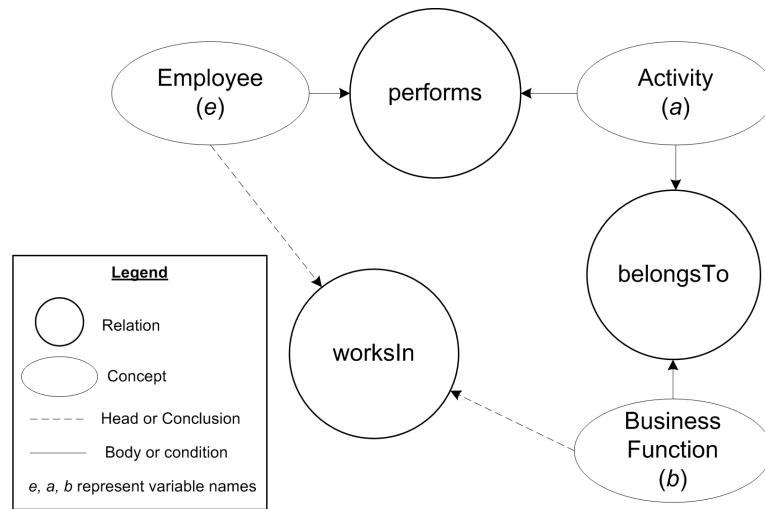 Employee
(e)
performs
Activity
(a)
belongsTo
worksIn
Business
Function
(b)
Legend
Relation
Concept
Head or Conclusion
Body or condition
e, a, b represent variable names